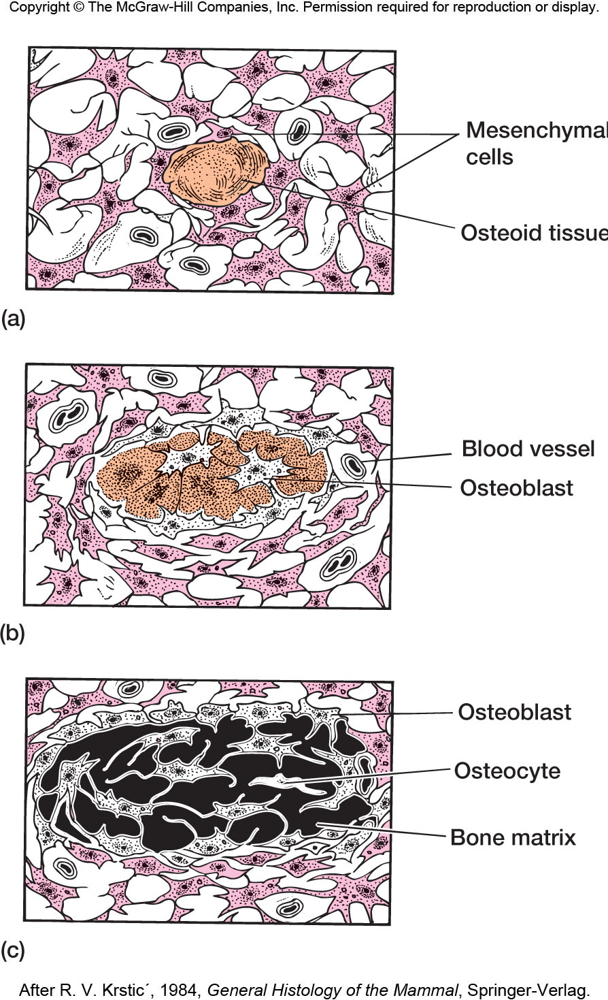 Copyright © The McGraw-Hill Companies, Inc. Permission required for reproduction or display.
Mesenchymal
cells
Osteoid tissue
(a)
Blood vessel
Osteoblast
(b)
Osteoblast
Osteocyte
Bone matrix
(c)
After R. V. Krstic´, 1984, General Histology of the Mammal, Springer-Verlag.